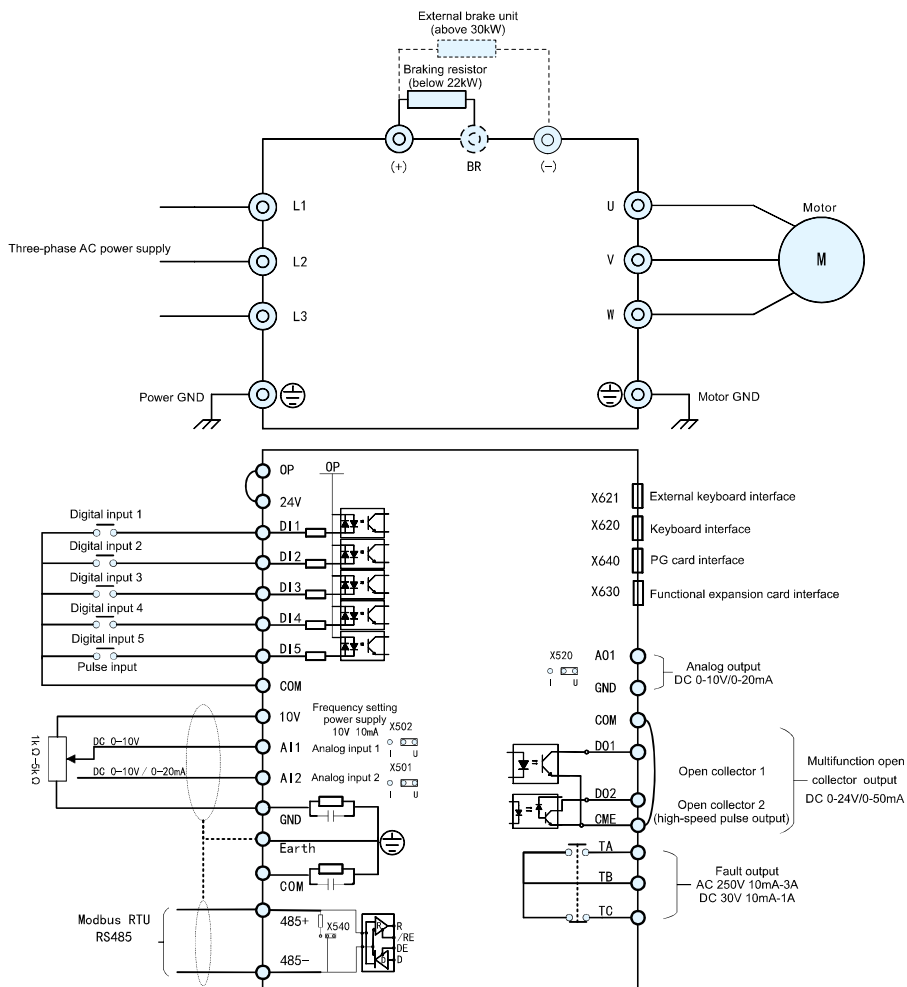 External brake unit
(above 30kW)
Braking resistor
(below 22kW)
(+)
BR
(-)
L1
U
Motor
Three-phase AC power supply
L2
V
M
L3
W
Power GND
Motor GND
OP
OP
24V
Digital input 1
DI1
Digital input 2
DI2
Digital input 3
DI3
Digital input 4
DI4
Digital input 5
DI5
Pulse input
COM
X621
External keyboard interface
X620
Keyboard interface
X640
PG card interface
X630
Functional expansion card interface
X520
I U
AO1
GND
Analog output
DC 0-10V/0-20mA
10V
Frequency setting
power supply
10V 10mA
X502
I U
1kΩ-5kΩ
DC 0-10V
AI1
Analog input 1
X501
I U
DC 0-10V / 0-20mA
AI2
Analog input 2
GND
Earth
COM
COM
DO1
Open collector 1
DO2
Open collector 2
(high-speed pulse output)
CME
Multifunction open
collector output
DC 0-24V/0-50mA
TA
TB
TC
Fault output
AC 250V 10mA-3A
DC 30V 10mA-1A
Modbus RTU
RS485
485+
X540
R
R
/RE
DE
D
D
485-